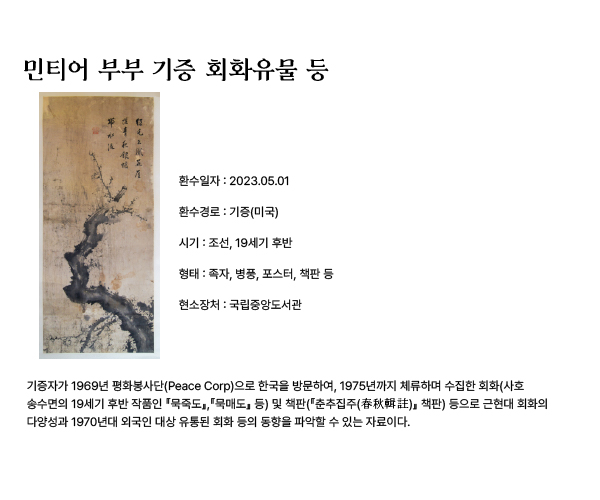 민티어 부부 기증 회화유물 등
환수일자 : 2023.05.01
환수경로 : 기증(미국)
시기 : 조선, 19세기 후반
형태 : 족자, 병풍, 포스터, 책판 등
현소장처 : 국립중앙도서관
기증자가 1969년 평화봉사단(Peace Corp)으로 한국을 방문하여, 1975년까지 체류하며 수집한 회화(사호
송수면의 19세기 후반 작품인 『묵죽도』,『묵매도』 등) 및 책판(『춘추집주(春秋輯註)』 책판) 등으로 근현대 회화의
다양성과 1970년대 외국인 대상 유통된 회화 등의 동향을 파악할 수 있는 자료이다.